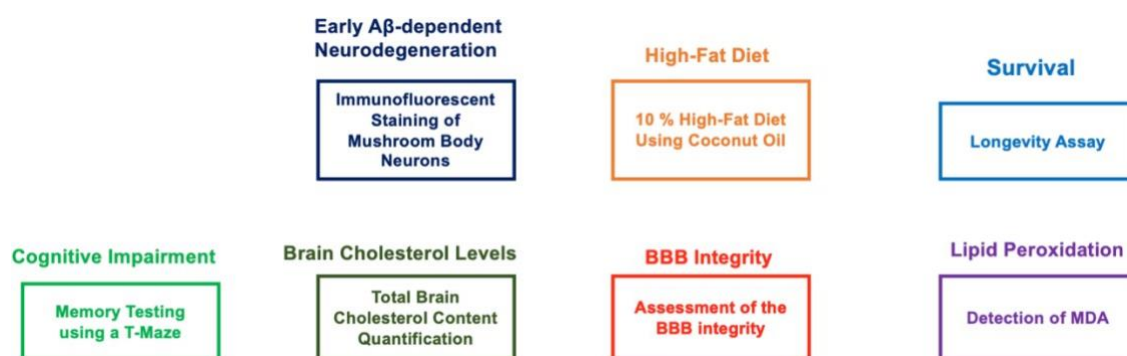 Early Aβ-dependent
Neurodegeneration
Immunofluorescent
Staining of
Mushroom Body
Neurons
High-Fat Diet
10 % High-Fat Diet
Using Coconut Oil
Survival
Longevity Assay
Cognitive Impairment
Memory Testing
using a T-Maze
Brain Cholesterol Levels
Total Brain
Cholesterol Content
Quantification
BBB Integrity
Assessment of the
BBB integrity
Lipid Peroxidation
Detection of MDA